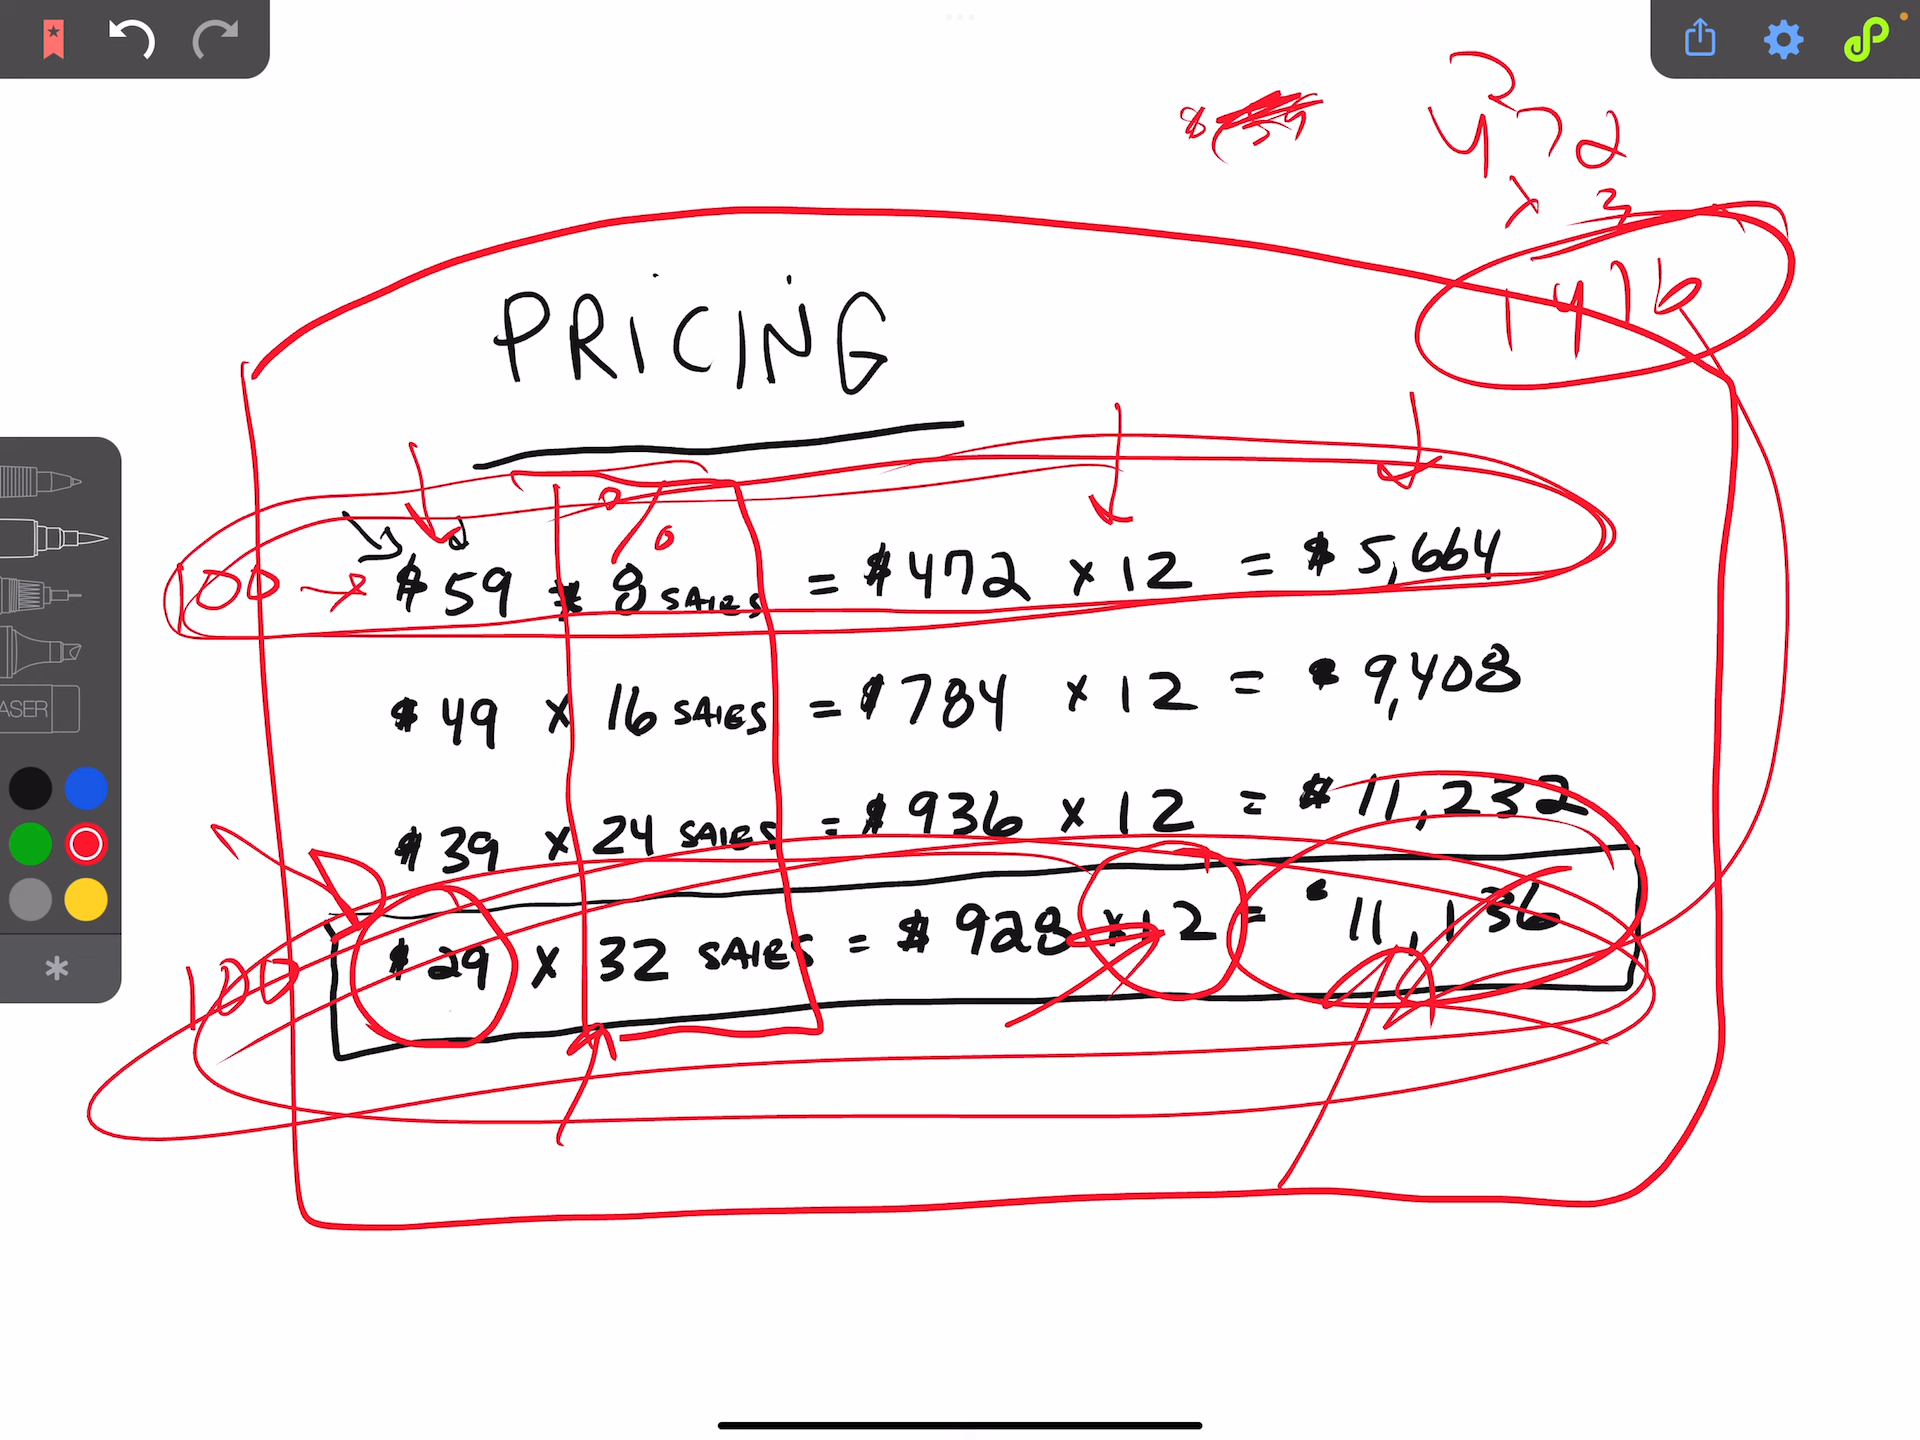 472
x 3
1416
PRICING
%
100 → $59 x 8 SALES = $472 x 12 = $5,664
$49 x 16 SALES = $784 x 12 = $9,408
$39 x 24 SALES = $936 x 12 = $11,232
100 $29 x 32 SALES = $928 x 12 = $11,136
ASER